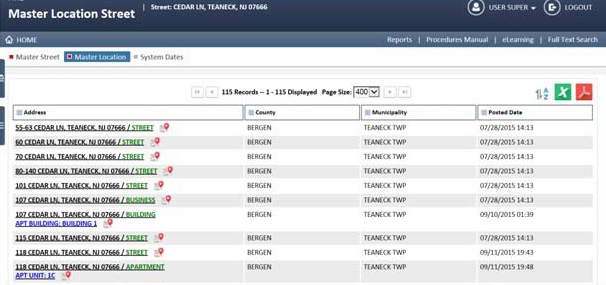 Master Location Street | Street: CEDAR LN, TEANECK, NJ 07666 USER SUPER LOGOUT
HOME Reports | Procedures Manual | eLearning | Full Text Search
Master Street Master Location System Dates
115 Records -- 1 - 115 Displayed Page Size: 400
Address County Municipality Posted Date
55-63 CEDAR LN, TEANECK, NJ 07666 / STREET BERGEN TEANECK TWP 07/28/2015 14:13
60 CEDAR LN, TEANECK, NJ 07666 / STREET BERGEN TEANECK TWP 07/28/2015 14:13
70 CEDAR LN, TEANECK, NJ 07666 / STREET BERGEN TEANECK TWP 07/28/2015 14:13
80-140 CEDAR LN, TEANECK, NJ 07666 / STREET BERGEN TEANECK TWP 07/28/2015 14:13
101 CEDAR LN, TEANECK, NJ 07666 / STREET BERGEN TEANECK TWP 07/28/2015 14:13
107 CEDAR LN, TEANECK, NJ 07666 / BUSINESS BERGEN TEANECK TWP 07/28/2015 14:13
107 CEDAR LN, TEANECK, NJ 07666 / BUILDING BERGEN TEANECK TWP 09/10/2015 01:39
APT BUILDING: BUILDING 1
115 CEDAR LN, TEANECK, NJ 07666 / STREET BERGEN TEANECK TWP 07/28/2015 14:13
118 CEDAR LN, TEANECK, NJ 07666 / STREET BERGEN TEANECK TWP 09/11/2015 19:43
118 CEDAR LN, TEANECK, NJ 07666 / APARTMENT BERGEN TEANECK TWP 09/11/2015 19:48
APT UNIT: 1C